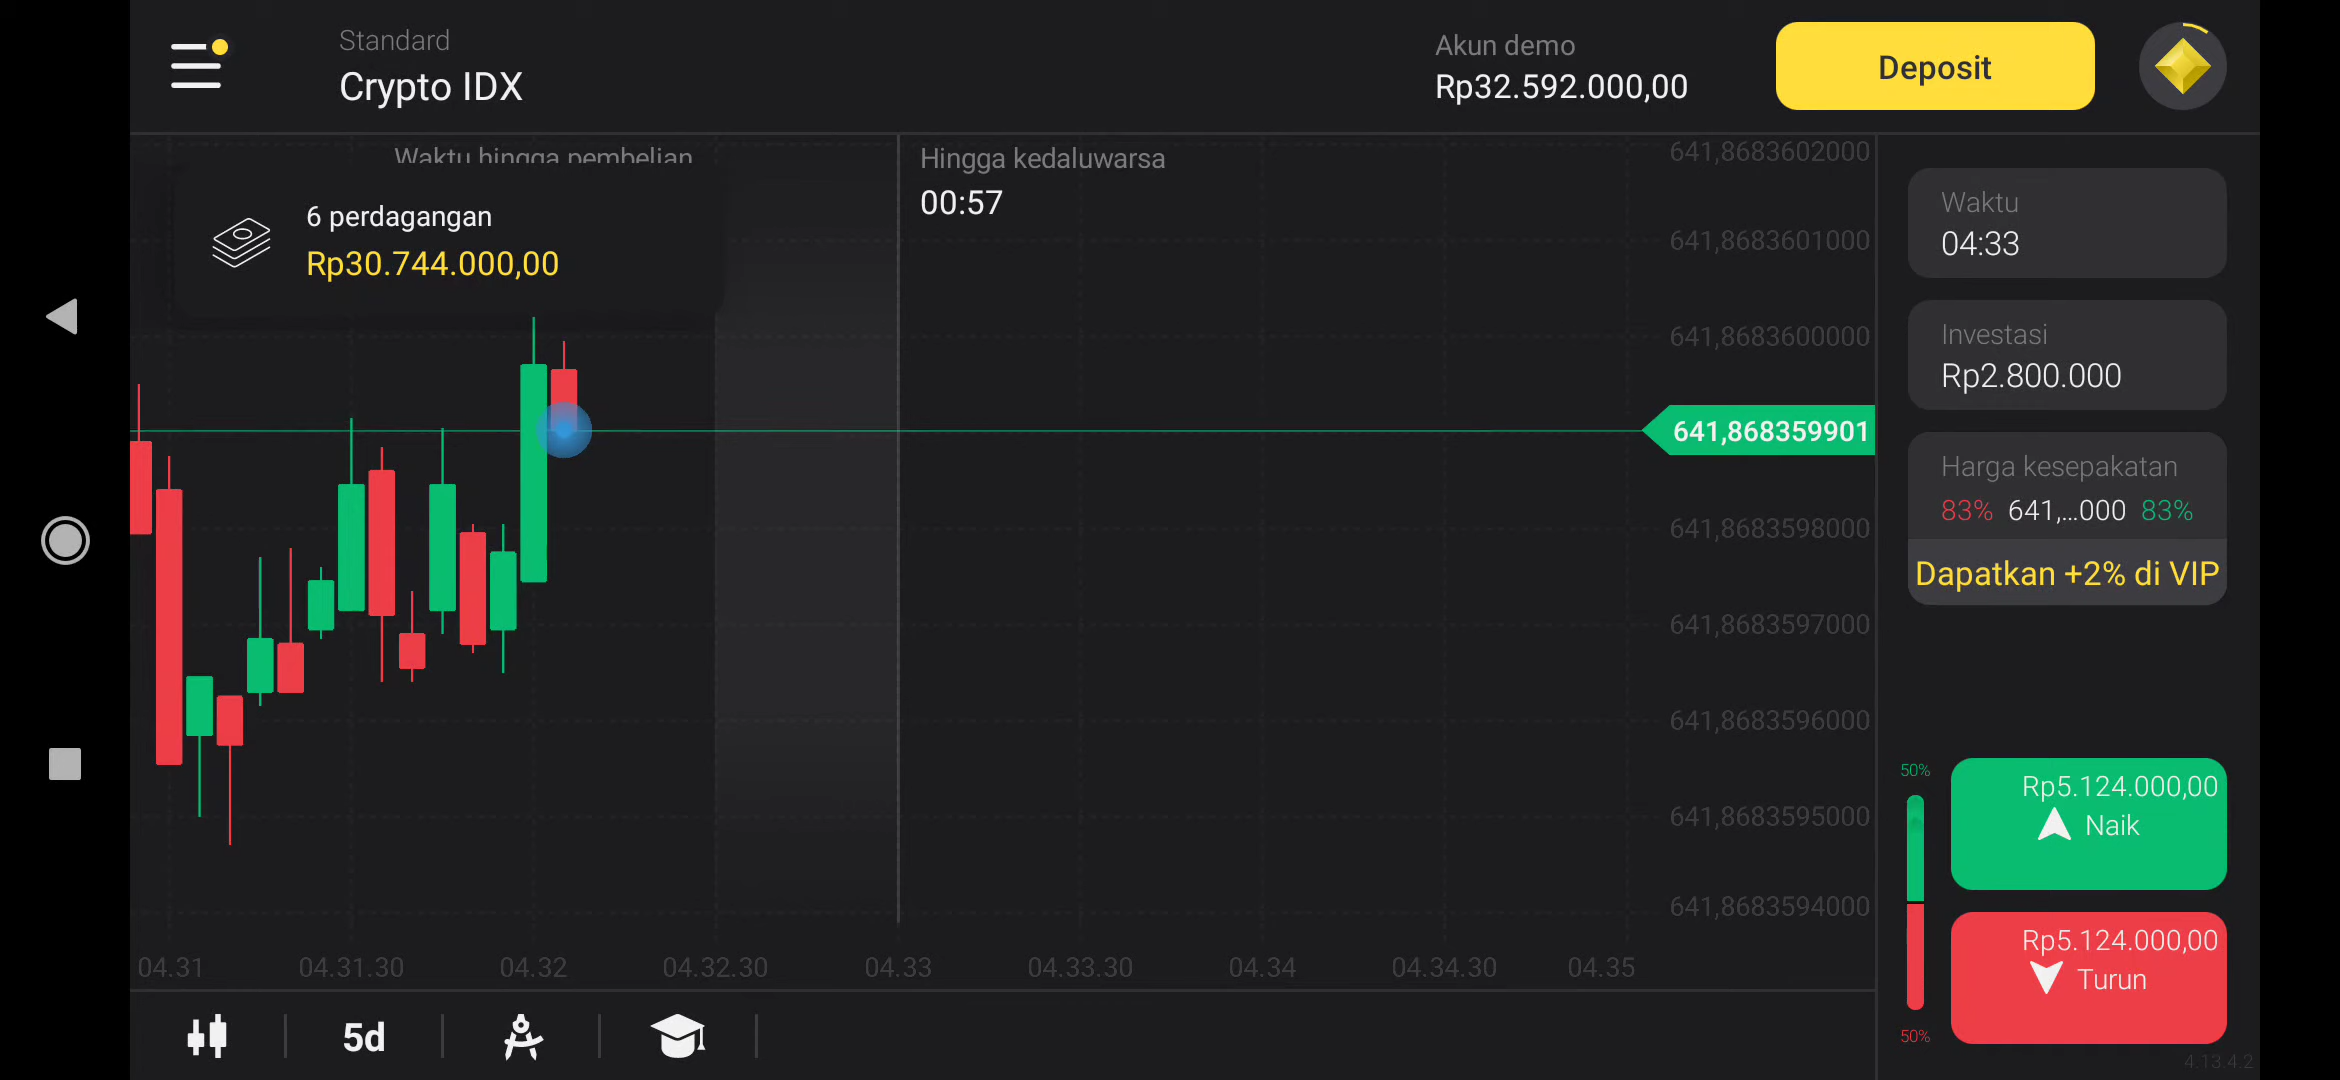 Standard
Crypto IDX
Akun demo
Rp32.592.000,00
Deposit
Waktu hingga pembelian
6 perdagangan
Rp30.744.000,00
Hingga kedaluwarsa
00:57
641,8683602000
641,8683601000
641,8683600000
641,868359901
641,8683598000
641,8683597000
641,8683596000
641,8683595000
641,8683594000
04.31
04.31.30
04.32
04.32.30
04.33
04.33.30
04.34
04.34.30
04.35
5d
Waktu
04:33
Investasi
Rp2.800.000
Harga kesepakatan
83% 641,...000 83%
Dapatkan +2% di VIP
50%
Rp5.124.000,00
Naik
Rp5.124.000,00
Turun
50%
4.13.4.2